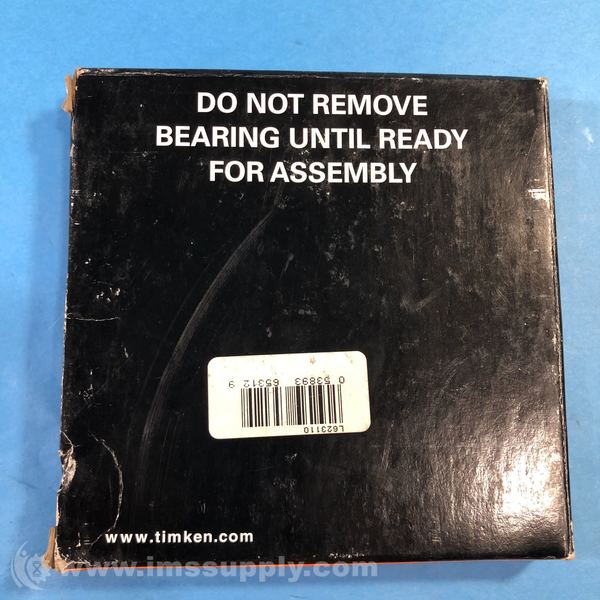 DO NOT REMOVE
BEARING UNTIL READY
FOR ASSEMBLY
0 53893 65312 9
L623110
www.timken.com
www.imssupply.com